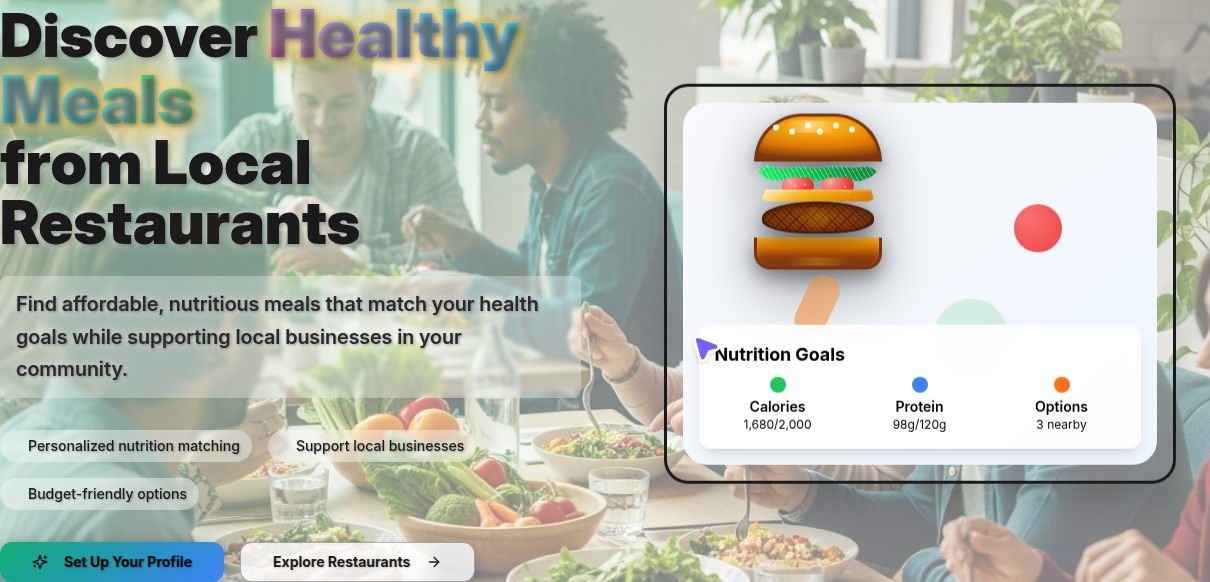 Discover Healthy
Meals
from Local
Restaurants
Find affordable, nutritious meals that match your health
goals while supporting local businesses in your
community.
Personalized nutrition matching
Support local businesses
Budget-friendly options
Set Up Your Profile
Explore Restaurants →
Nutrition Goals
Calories
1,680/2,000
Protein
98g/120g
Options
3 nearby